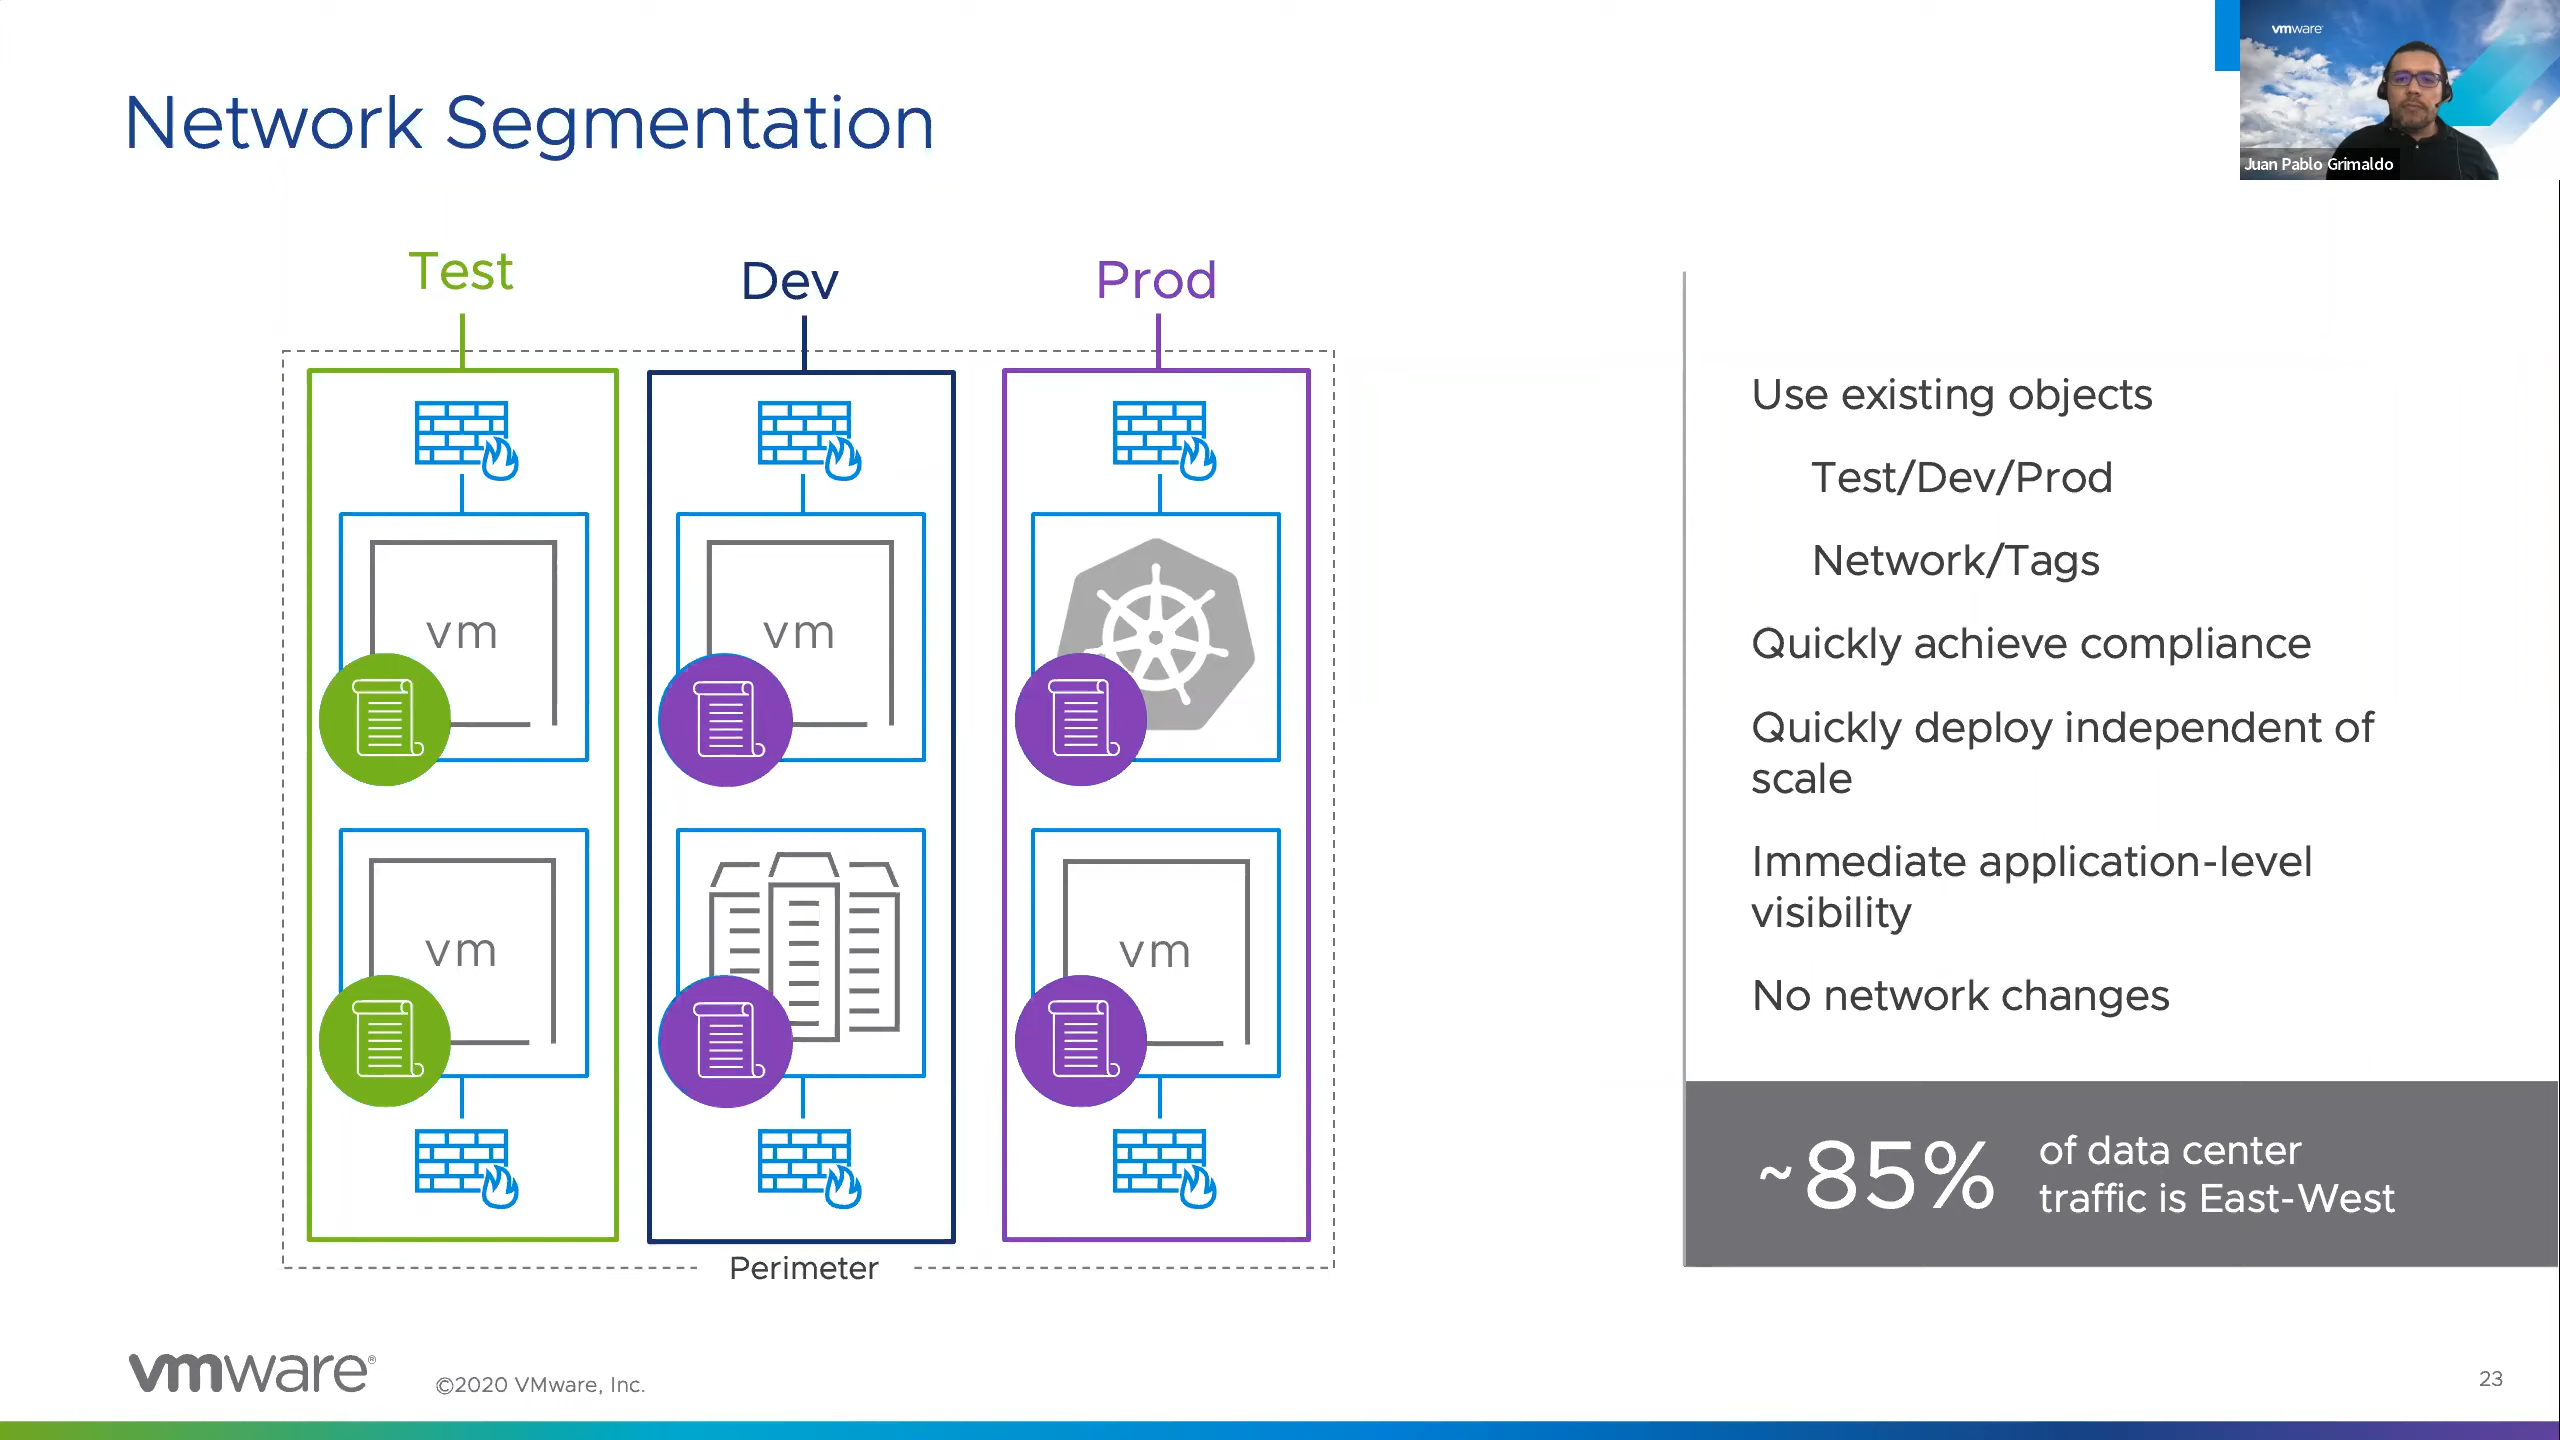 vmware
Juan Pablo Grimaldo
Network Segmentation
Test
Dev
Prod
vm
vm
vm
vm
Perimeter
Use existing objects
Test/Dev/Prod
Network/Tags
Quickly achieve compliance
Quickly deploy independent of
scale
Immediate application-level
visibility
No network changes
~85%
of data center
traffic is East-West
vmware®
©2020 VMware, Inc.
23